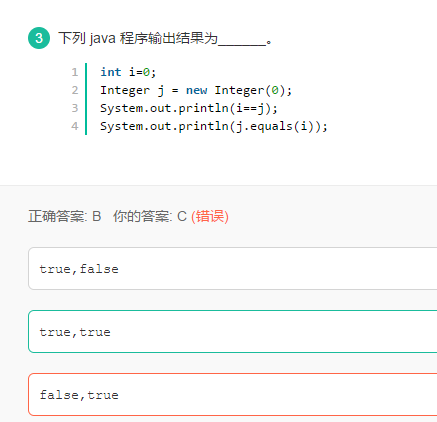 3 下列 java 程序输出结果为______。
1 int i=0;
2 Integer j = new Integer(0);
3 System.out.println(i==j);
4 System.out.println(j.equals(i));
正确答案: B 你的答案: C (错误)
true,false
true,true
false,true